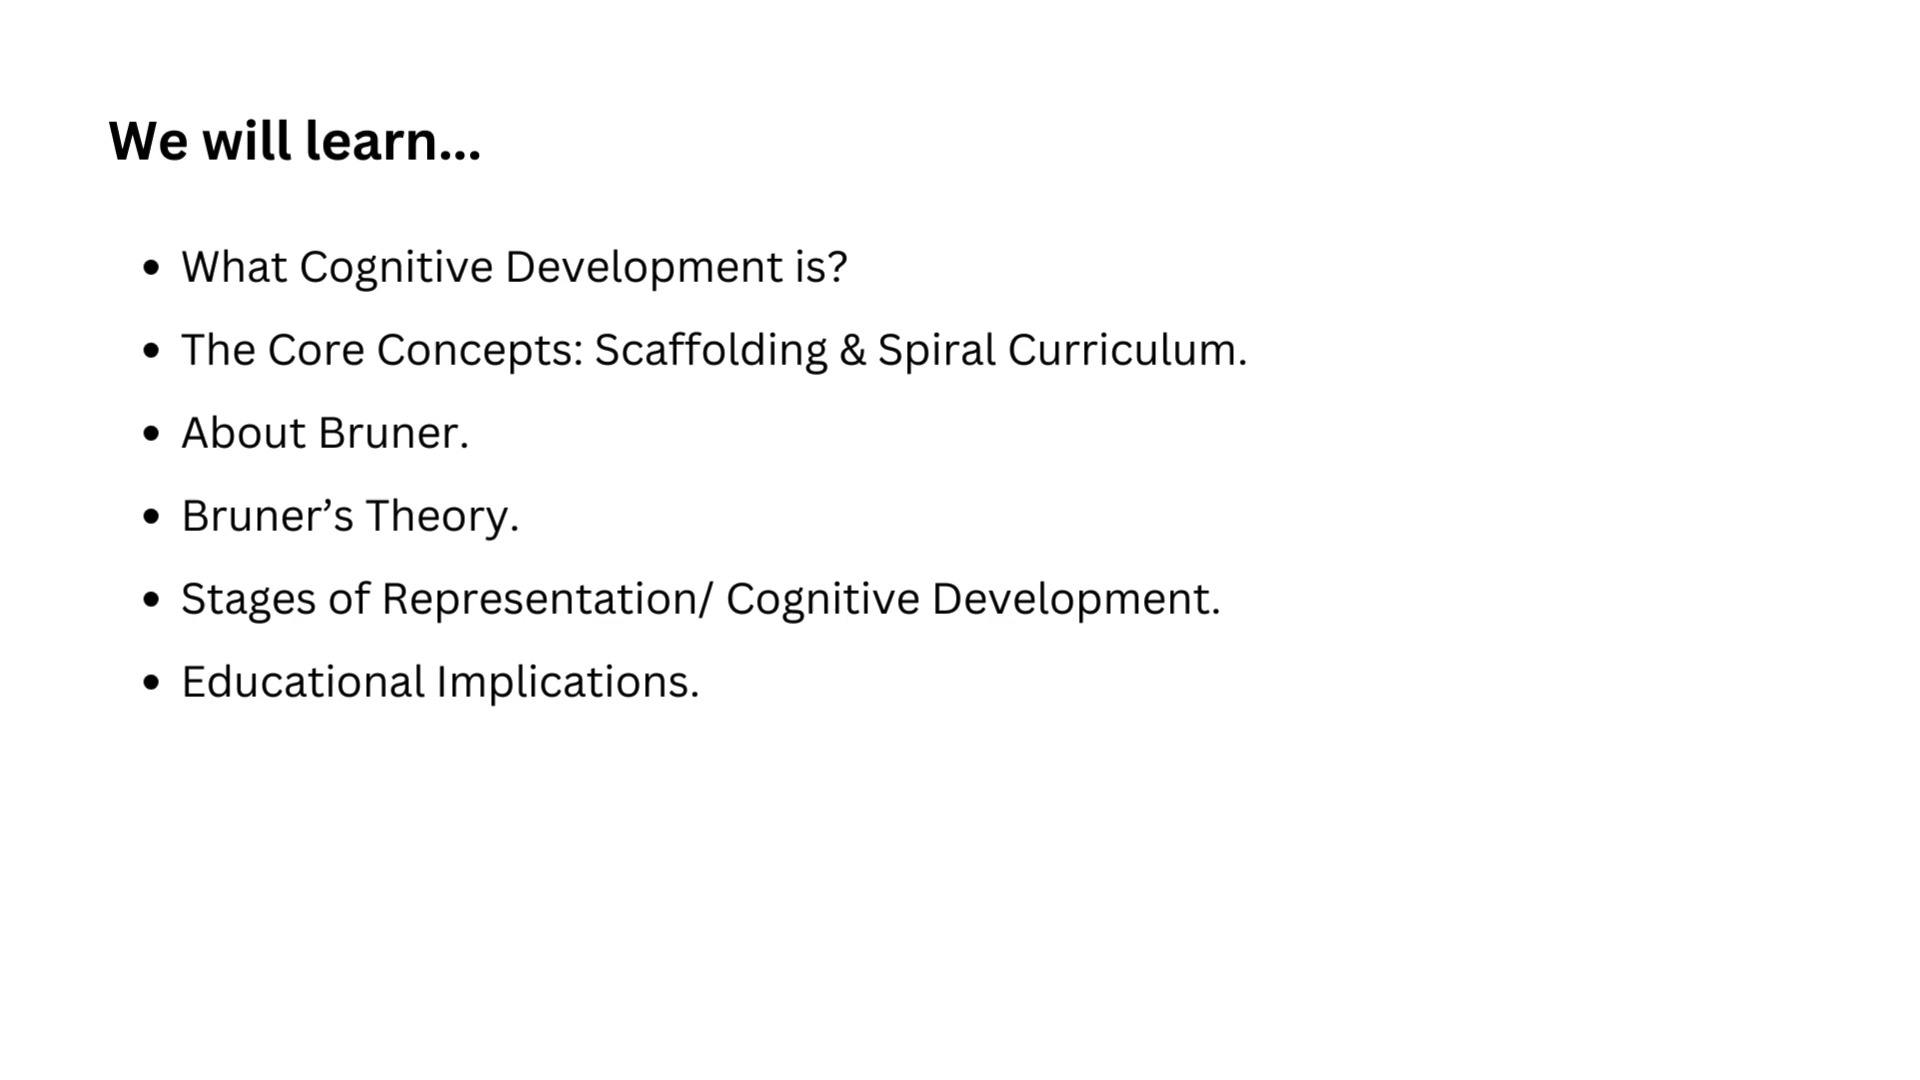 We will learn...
• What Cognitive Development is?
• The Core Concepts: Scaffolding & Spiral Curriculum.
• About Bruner.
• Bruner’s Theory.
• Stages of Representation/ Cognitive Development.
• Educational Implications.